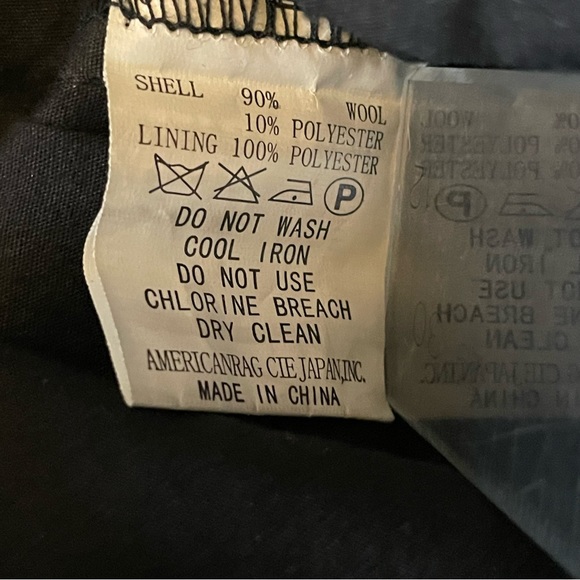 SHELL 90% WOOL
10% POLYESTER
LINING 100% POLYESTER
P
DO NOT WASH
COOL IRON
DO NOT USE
CHLORINE BREACH
DRY CLEAN
AMERICANRAG CIE JAPAN,INC.
MADE IN CHINA